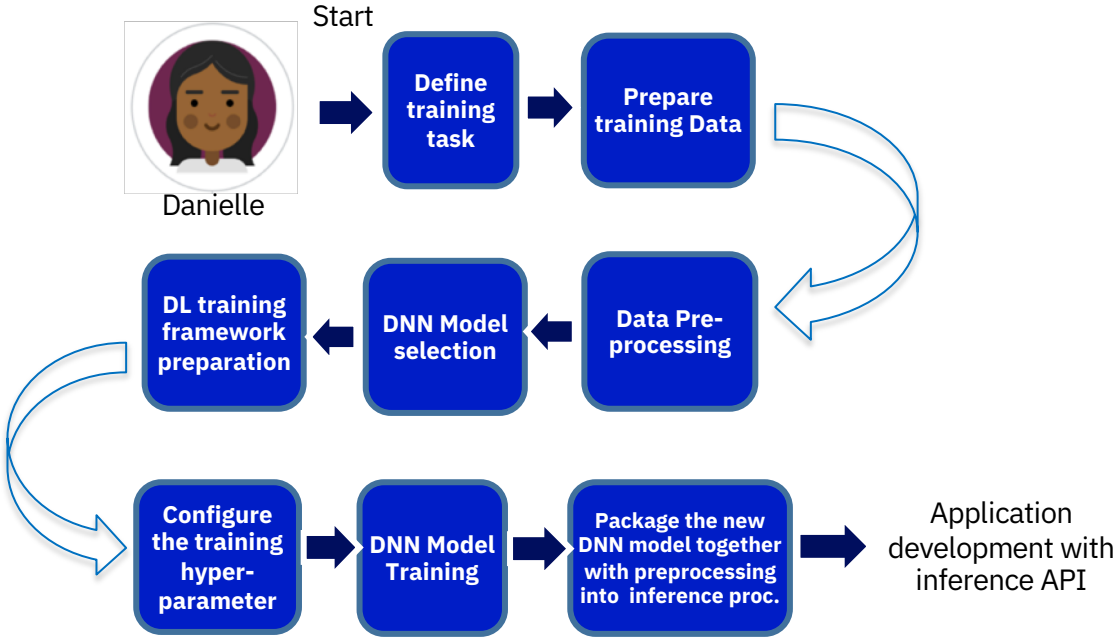 Start
Danielle
Define
training
task
Prepare
training Data
Data Pre-
processing
DNN Model
selection
DL training
framework
preparation
Configure
the training
hyper-
parameter
DNN Model
Training
Package the new
DNN model together
with preprocessing
into inference proc.
Application
development with
inference API